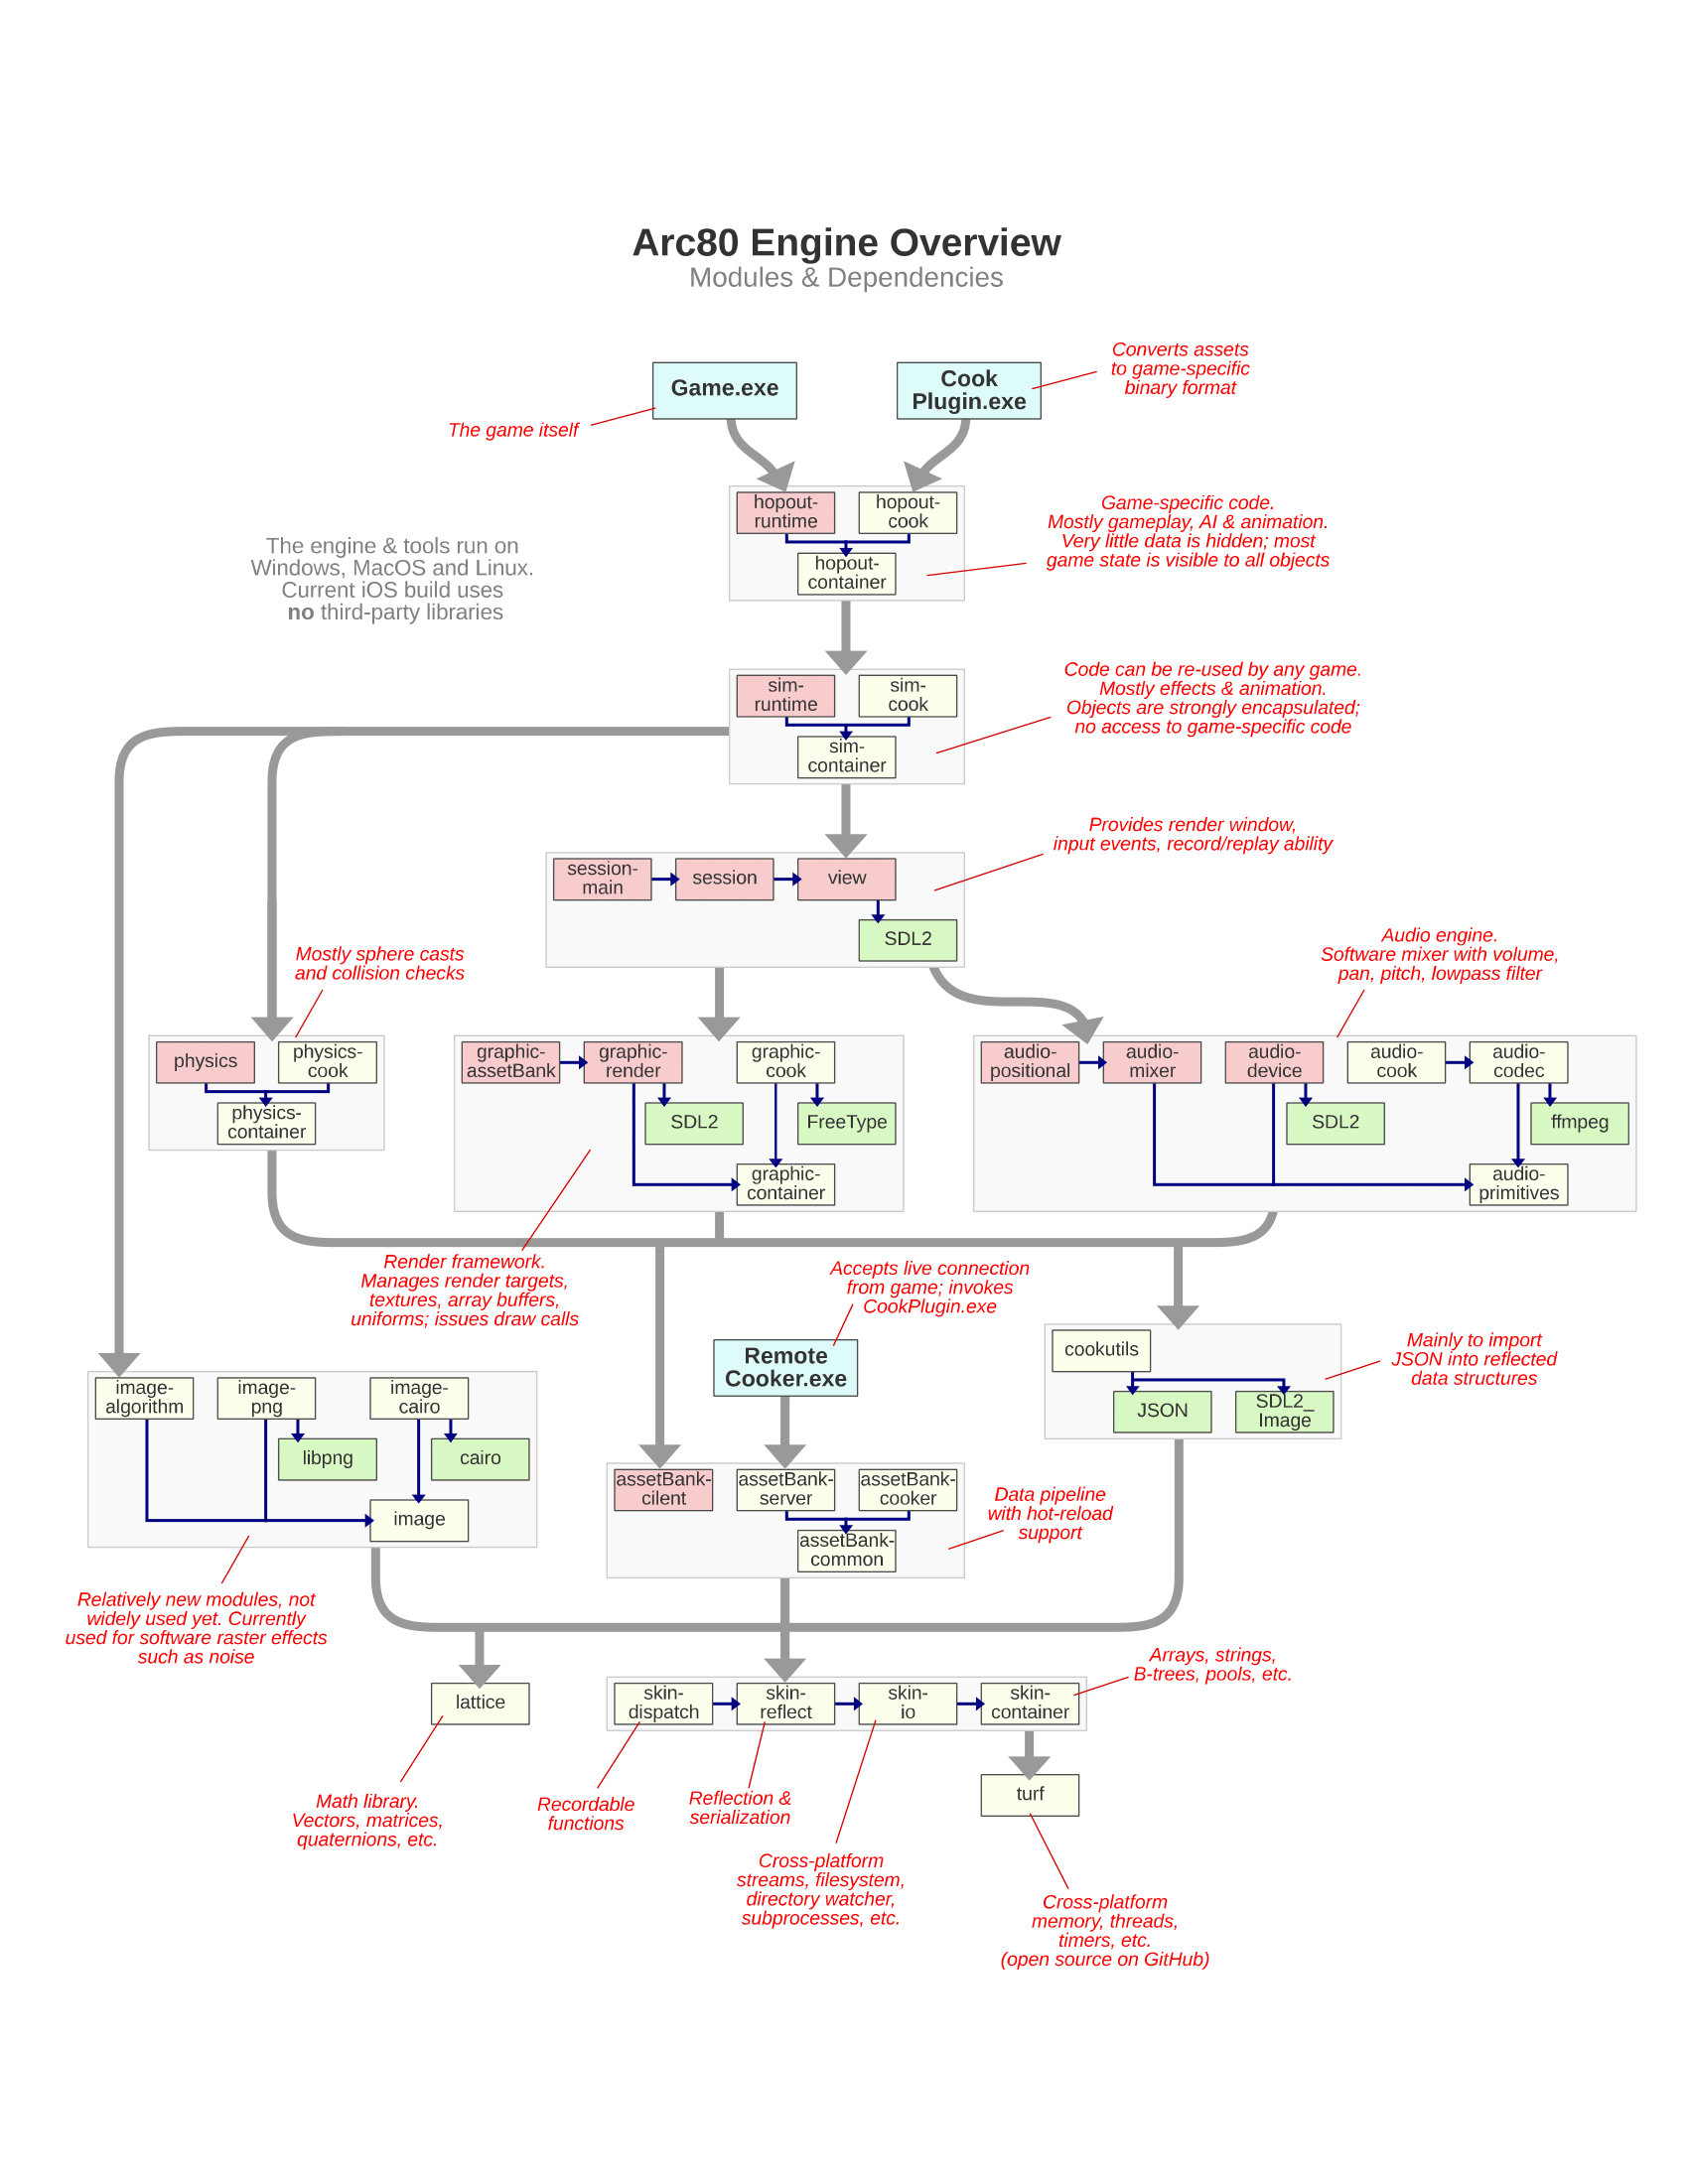 Arc80 Engine Overview
Modules & Dependencies
Game.exe
Cook
Plugin.exe
Converts assets
to game-specific
binary format
The game itself
hopout-
runtime
hopout-
cook
hopout-
container
Game-specific code.
Mostly gameplay, AI & animation.
Very little data is hidden; most
game state is visible to all objects
The engine & tools run on
Windows, MacOS and Linux.
Current iOS build uses
no third-party libraries
sim-
runtime
sim-
cook
sim-
container
Code can be re-used by any game.
Mostly effects & animation.
Objects are strongly encapsulated;
no access to game-specific code
session-
main
session
view
SDL2
Provides render window,
input events, record/replay ability
Mostly sphere casts
and collision checks
Audio engine.
Software mixer with volume,
pan, pitch, lowpass filter
physics
physics-
cook
physics-
container
graphic-
assetBank
graphic-
render
graphic-
cook
SDL2
FreeType
graphic-
container
audio-
positional
audio-
mixer
audio-
device
audio-
cook
audio-
codec
SDL2
ffmpeg
audio-
primitives
Render framework.
Manages render targets,
textures, array buffers,
uniforms; issues draw calls
Accepts live connection
from game; invokes
CookPlugin.exe
Remote
Cooker.exe
cookutils
JSON
SDL2_
Image
Mainly to import
JSON into reflected
data structures
image-
algorithm
image-
png
image-
cairo
libpng
cairo
image
assetBank-
cilent
assetBank-
server
assetBank-
cooker
assetBank-
common
Data pipeline
with hot-reload
support
Relatively new modules, not
widely used yet. Currently
used for software raster effects
such as noise
lattice
skin-
dispatch
skin-
reflect
skin-
io
skin-
container
Arrays, strings,
B-trees, pools, etc.
turf
Math library.
Vectors, matrices,
quaternions, etc.
Recordable
functions
Reflection &
serialization
Cross-platform
streams, filesystem,
directory watcher,
subprocesses, etc.
Cross-platform
memory, threads,
timers, etc.
(open source on GitHub)